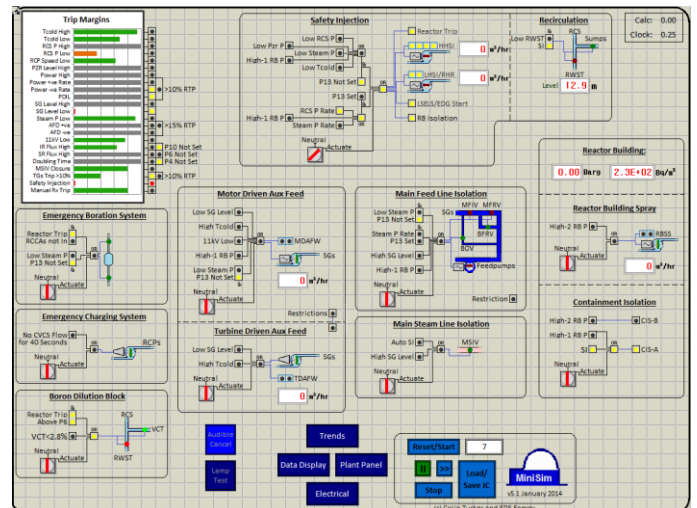 Trip Margins
Tcold High
Tcold Low
RCS P High
RCS P Low
RCP Speed Low
PZR Level High
Power High
Power +ve Rate
Power -ve Rate
PDIL
SG Level High
SG Level Low
Steam P Low
AFD +ve
AFD -ve
11kV Low
IR Flux High
SR Flux High
Doubling Time
MSIV Closure
TGs Trip >10%
Safety Injection
Manual Rx Trip
>10% RTP
>15% RTP
P10 Not Set
P6 Not Set
P4 Not Set
>10% RTP
Safety Injection
Low RCS P
Low Pzr P
Low Steam P
High-1 RB P
Low Tcold
P13 Not Set
P13 Set
RCS P Rate
High-1 RB P
Steam P Rate
Neutral
Actuate
OR
Reactor Trip
HHSI
0 m³/hr
LHSI/RHR
0 m³/hr
LSELS/EDG Start
RB Isolation
Recirculation
Low RWST
SI
RCS
Sumps
RWST
Level 12.9 m
Calc: 0.00
Clock: 0.25
Reactor Building:
0.00 Barg 2.3E+02 Bq/m³
Reactor Building Spray
High-2 RB P
OR
RBSS
Neutral
Actuate
0 m³/hr
Containment Isolation
High-2 RB P
CIS-B
High-1 RB P
SI
OR
CIS-A
Neutral
Actuate
Emergency Boration System
Reactor Trip
RCCAs not In
Low Steam P
P13 Not Set
OR
Neutral
Actuate
Emergency Charging System
No CVCS Flow
for 40 Seconds
OR
RCPs
Neutral
Actuate
Boron Dilution Block
Reactor Trip
Above P6
VCT<2.8%
OR
RCS
VCT
RWST
Neutral
Actuate
Motor Driven Aux Feed
Low SG Level
High Tcold
11kV Low
High-1 RB P
Low Steam P
P13 Not Set
OR
MDAFW
SGs
0 m³/hr
Neutral
Actuate
Restrictions
Turbine Driven Aux Feed
Low SG Level
High Tcold
OR
SGs
TDAFW
0 m³/hr
Neutral
Actuate
Main Feed Line Isolation
Low Steam P
P13 Not Set
Steam P Rate
P13 Set
High SG Level
High-1 RB P
OR
MFIV MFRV
SGs
BFRV
BOV
Feedpumps
Neutral
Actuate
Restriction
Main Steam Line Isolation
Auto SI
High SG Level
OR
MSIV
Neutral
Actuate
Audible
Cancel
Lamp
Test
Trends
Data Display
Plant Panel
Electrical
Reset/Start
7
>>
Stop
Load/
Save IC
MiniSim
v5.1 January 2014